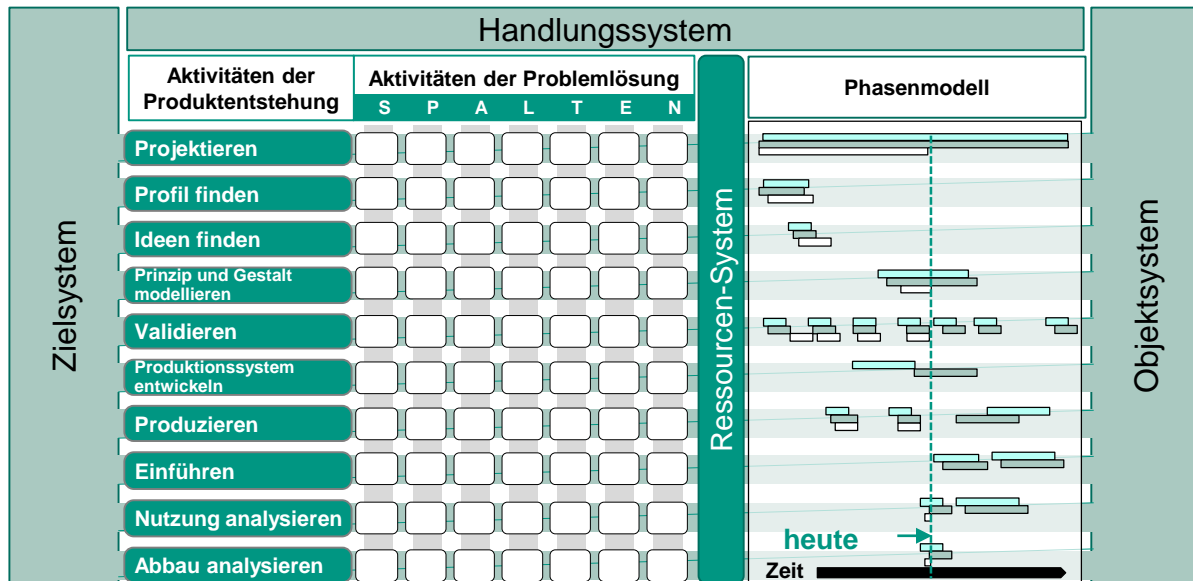 Handlungssystem
Zielsystem
Aktivitäten der
Produktentstehung
Aktivitäten der Problemlösung
S P A L T E N
Ressourcen-System
Phasenmodell
Objektsystem
Projektieren
Profil finden
Ideen finden
Prinzip und Gestalt
modellieren
Validieren
Produktionssystem
entwickeln
Produzieren
Einführen
Nutzung analysieren
Abbau analysieren
heute
Zeit